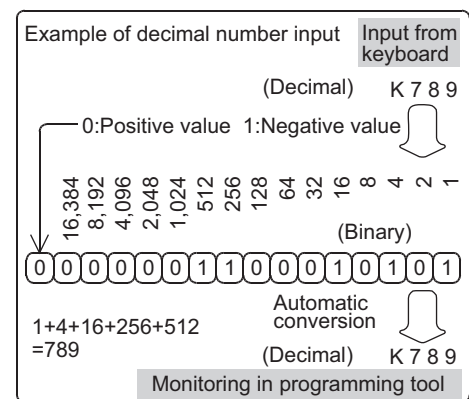 Example of decimal number input
Input from
keyboard
(Decimal) K 7 8 9
0:Positive value 1:Negative value
16,384 8,192 4,096 2,048 1,024 512 256 128 64 32 16 8 4 2 1
(Binary)
0 0 0 0 0 0 1 1 0 0 0 1 0 1 0 1
1+4+16+256+512
=789
Automatic
conversion
(Decimal) K 7 8 9
Monitoring in programming tool